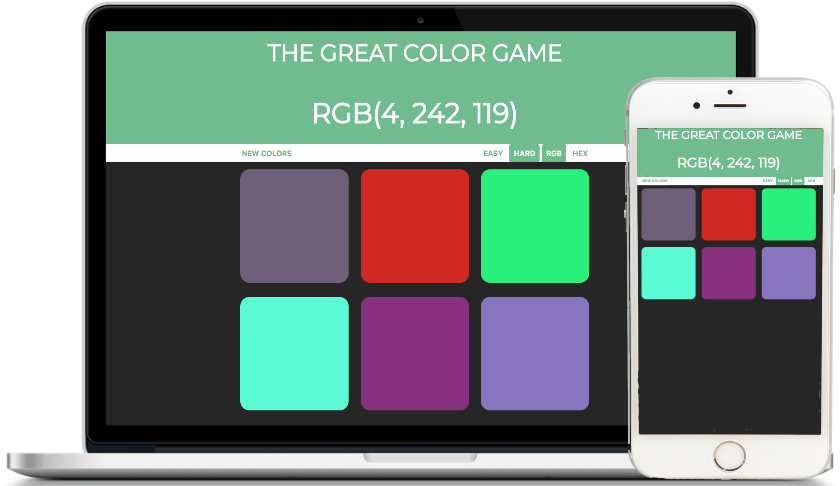 THE GREAT COLOR GAME
RGB(4, 242, 119)
NEW COLORS EASY HARD RGB HEX
THE GREAT COLOR GAME
RGB(4, 242, 119)
NEW COLORS EASY HARD RGB HEX